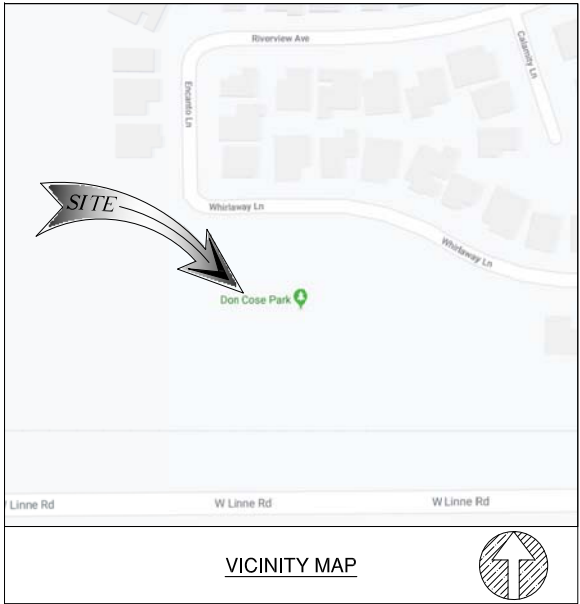 Riverview Ave
Calamity Ln
Encanto Ln
SITE
Whirlaway Ln
Whirlaway Ln
Don Cose Park
Linne Rd
W Linne Rd
W Linne Rd
VICINITY MAP